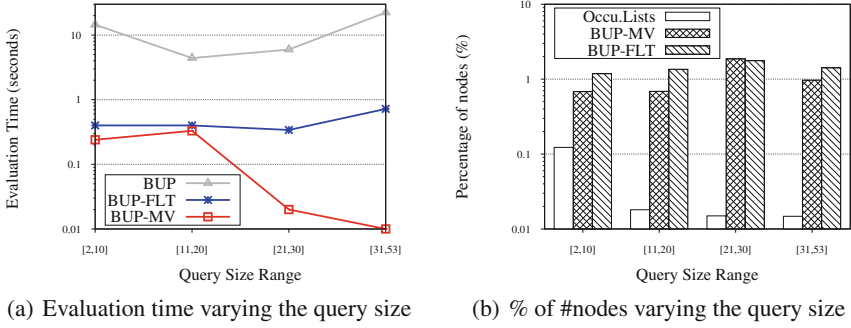 Evaluation Time (seconds)
10
1
0.1
0.01
BUP
BUP-FLT
BUP-MV
[2,10] [11,20] [21,30] [31,53]
Query Size Range
(a) Evaluation time varying the query size
Percentage of nodes (%)
10
1
0.1
0.01
Occu.Lists
BUP-MV
BUP-FLT
[2,10] [11,20] [21,30] [31,53]
Query Size Range
(b) % of #nodes varying the query size